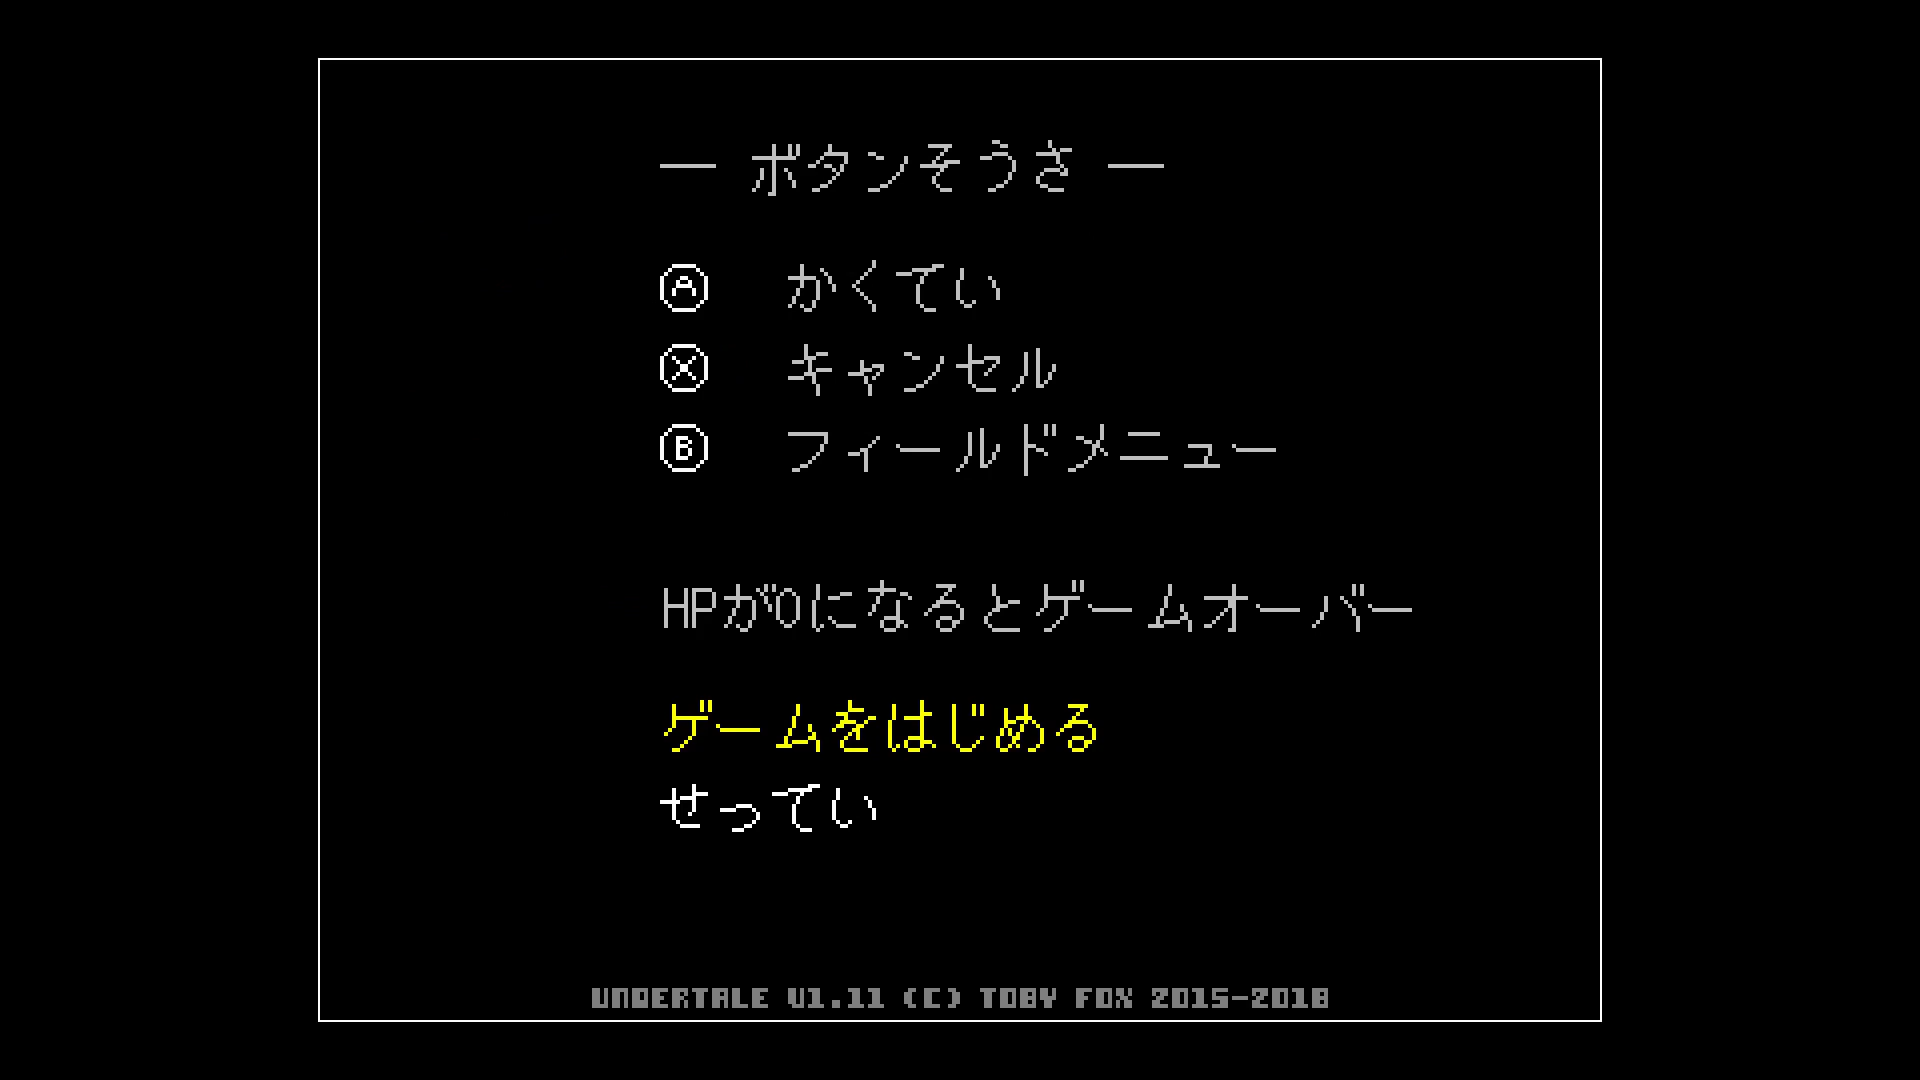 — ボタンそうさ —
Ⓐ かくてい
Ⓧ キャンセル
Ⓑ フィールドメニュー
HPが0になるとゲームオーバー
ゲームをはじめる
せってい
UNDERTALE V1.11 (C) TOBY FOX 2015-2018